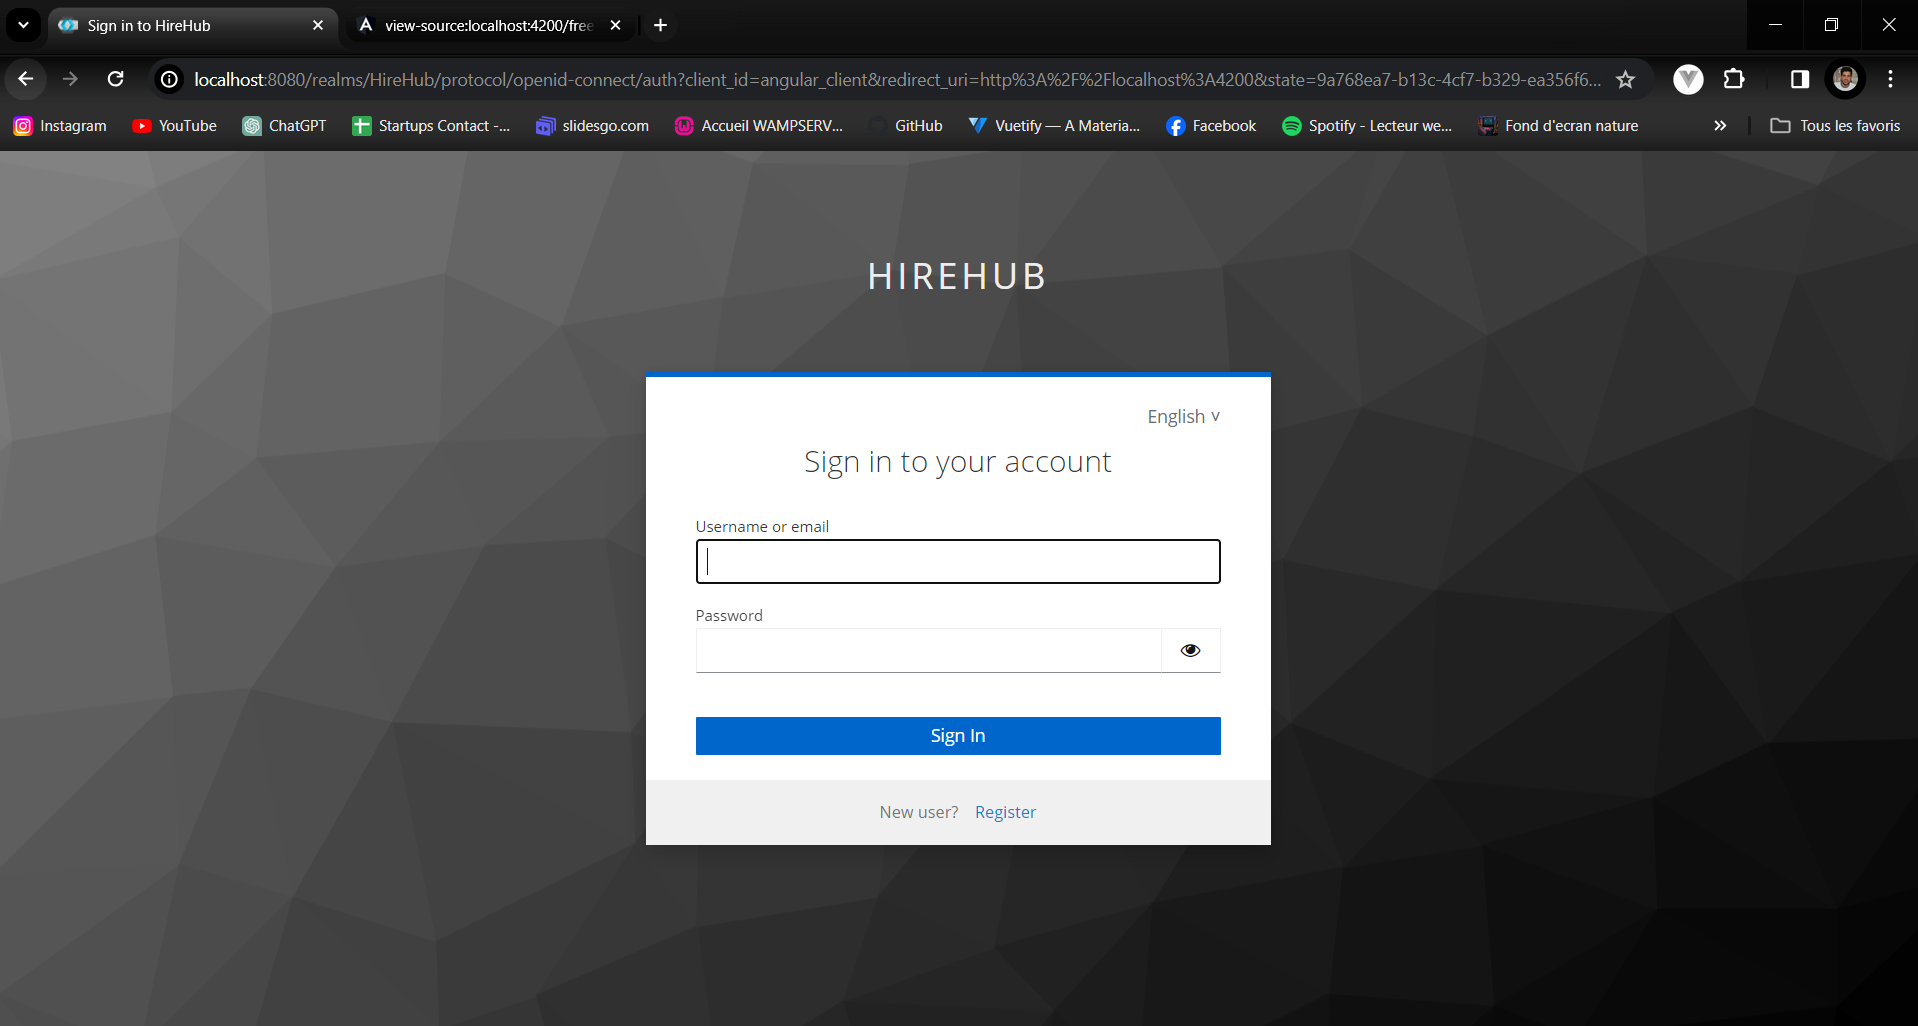 Sign in to HireHub
view-source:localhost:4200/free
localhost:8080/realms/HireHub/protocol/openid-connect/auth?client_id=angular_client&redirect_uri=http%3A%2F%2Flocalhost%3A4200&state=9a768ea7-b13c-4cf7-b329-ea356f6...
Instagram YouTube ChatGPT Startups Contact -... slidesgo.com Accueil WAMPSERV... GitHub Vuetify — A Materia... Facebook Spotify - Lecteur we... Fond d'ecran nature » Tous les favoris
HIREHUB
English v
Sign in to your account
Username or email
Password
Sign In
New user? Register